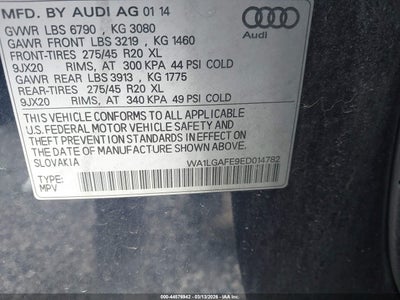 MFD. BY AUDI AG 01 14
GVWR LBS 6790 , KG 3080
GAWR FRONT LBS 3219 , KG 1460
FRONT-TIRES 275/45 R20 XL
9JX20 RIMS, AT 300 KPA 44 PSI COLD
GAWR REAR LBS 3913 , KG 1775
REAR-TIRES 275/45 R20 XL
9JX20 RIMS, AT 340 KPA 49 PSI COLD
Audi
THIS VEHICLE CONFORMS TO ALL APPLICABLE
U.S.FEDERAL MOTOR VEHICLE SAFETY AND
THEFT PREVENTION STANDARDS IN EFFECT ON
THE DATE OF MANUFACTURE SHOWN ABOVE.
SLOVAKIA WA1LGAFE9ED014782
TYPE:
MPV